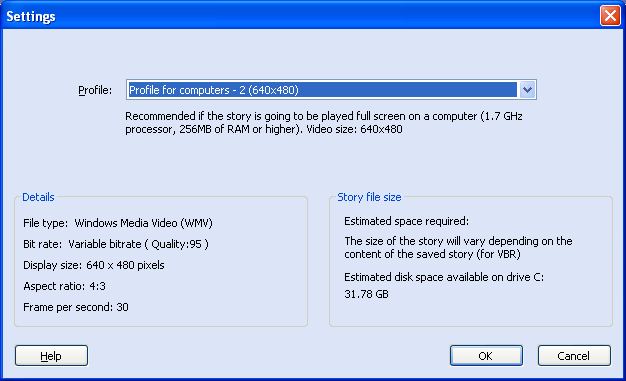 Settings
Profile: Profile for computers - 2 (640x480)
Recommended if the story is going to be played full screen on a computer (1.7 GHz
processor, 256MB of RAM or higher). Video size: 640x480
Details
File type: Windows Media Video (WMV)
Bit rate: Variable bitrate ( Quality:95 )
Display size: 640 x 480 pixels
Aspect ratio: 4:3
Frame per second: 30
Story file size
Estimated space required:
The size of the story will vary depending on the
content of the saved story (for VBR)
Estimated disk space available on drive C:
31.78 GB
Help
OK
Cancel